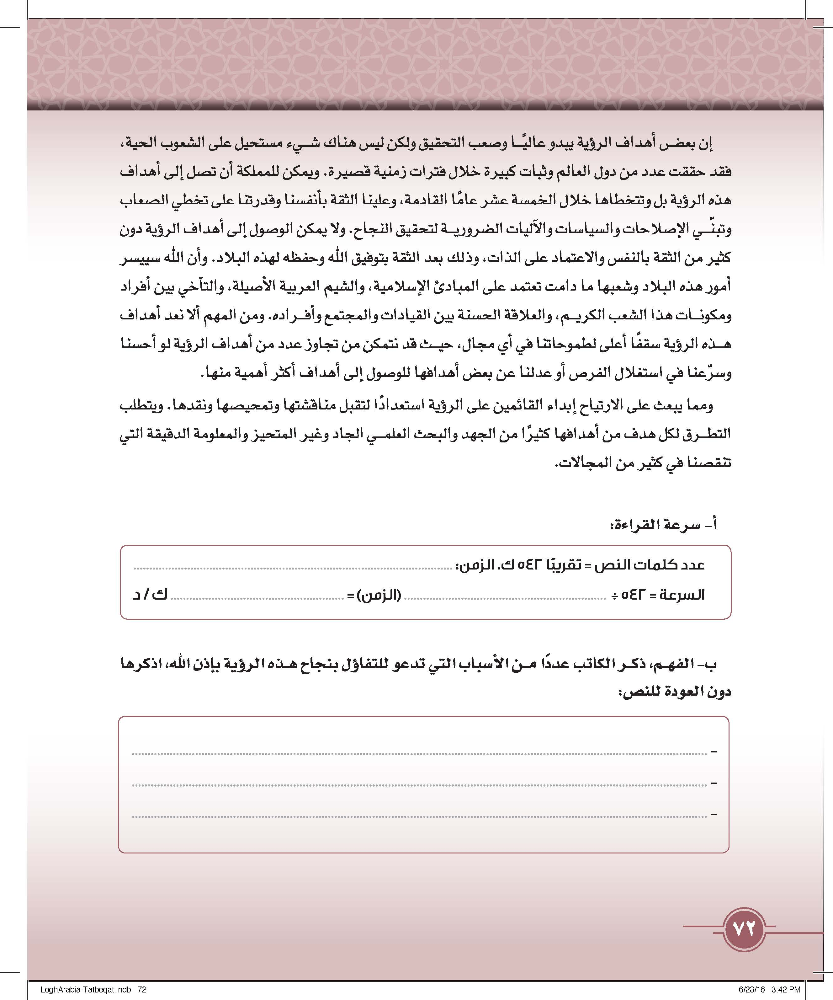 إن بعض أهداف الرؤية يبدو عاليًا وصعب التحقيق ولكن ليس هناك شيء مستحيل على الشعوب الحية،
فقد حققت عدد من دول العالم وثبات كبيرة خلال فترات زمنية قصيرة. ويمكن للمملكة أن تصل إلى أهداف
هذه الرؤية بل وتتخطاها خلال الخمسة عشر عامًا القادمة، وعلينا الثقة بأنفسنا وقدرتنا على تخطي الصعاب
وتبنّي الإصلاحات والسياسات والآليات الضرورية لتحقيق النجاح. ولا يمكن الوصول إلى أهداف الرؤية دون
كثير من الثقة بالنفس والاعتماد على الذات، وذلك بعد الثقة بتوفيق الله وحفظه لهذه البلاد. وأن الله سييسر
أمور هذه البلاد وشعبها ما دامت تعتمد على المبادئ الإسلامية، والشيم العربية الأصيلة، والتآخي بين أفراد
ومكونات هذا الشعب الكريم، والعلاقة الحسنة بين القيادات والمجتمع وأفراده. ومن المهم ألا نعد أهداف
هذه الرؤية سقفًا أعلى لطموحاتنا في أي مجال، حيث قد نتمكن من تجاوز عدد من أهداف الرؤية لو أحسنا
وسرّعنا في استغلال الفرص أو عدلنا عن بعض أهدافها للوصول إلى أهداف أكثر أهمية منها.
ومما يبعث على الارتياح إبداء القائمين على الرؤية استعدادًا لتقبل مناقشتها وتمحيصها ونقدها. ويتطلب
التطرق لكل هدف من أهدافها كثيرًا من الجهد والبحث العلمي الجاد وغير المتحيز والمعلومة الدقيقة التي
تنقصنا في كثير من المجالات.
أ- سرعة القراءة:
عدد كلمات النص = تقريبًا ٥٤٢ ك. الزمن: ........................
السرعة = ٥٤٢ ÷ ........................ (الزمن) = ........................ ك / د
ب- الفهم، ذكر الكاتب عددًا من الأسباب التي تدعو للتفاؤل بنجاح هذه الرؤية بإذن الله، اذكرها
دون العودة للنص:
- ........................
- ........................
- ........................
٧٢
LoghArabia-Tatbeqat.indb 72
6/23/16 3:42 PM